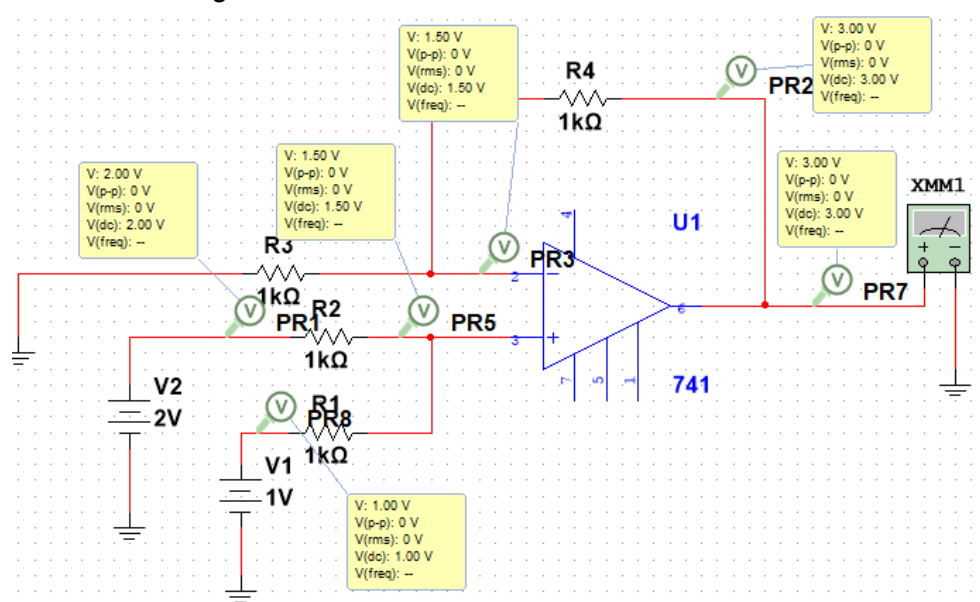 V: 1.50 V
V(p-p): 0 V
V(rms): 0 V
V(dc): 1.50 V
V(freq): --
V: 3.00 V
V(p-p): 0 V
V(rms): 0 V
V(dc): 3.00 V
V(freq): --
R4
1kΩ
V
PR2
V: 2.00 V
V(p-p): 0 V
V(rms): 0 V
V(dc): 2.00 V
V(freq): --
V: 1.50 V
V(p-p): 0 V
V(rms): 0 V
V(dc): 1.50 V
V(freq): --
V: 3.00 V
V(p-p): 0 V
V(rms): 0 V
V(dc): 3.00 V
V(freq): --
XMM1
+ −
U1
4
R3
1kΩ
V
PR3
2
−
V
PR7
6
V
PR1
R2
1kΩ
V
PR5
3
+
7
5
1
741
V2
2V
V
R1
PR8
1kΩ
V1
1V
V: 1.00 V
V(p-p): 0 V
V(rms): 0 V
V(dc): 1.00 V
V(freq): --